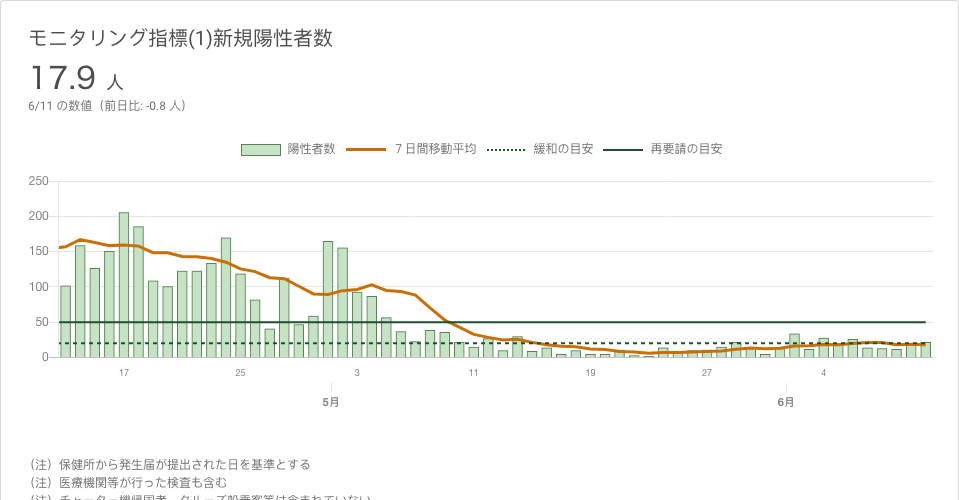 モニタリング指標(1)新規陽性者数
17.9 人
6/11 の数値（前日比: -0.8 人）
陽性者数 7 日間移動平均 緩和の目安 再要請の目安
250
200
150
100
50
0
17 25 3 11 19 27 4
5月 6月
（注）保健所から発生届が提出された日を基準とする
（注）医療機関等が行った検査も含む
（注）チャーター機帰国者、クルーズ船乗客等は含まれていない